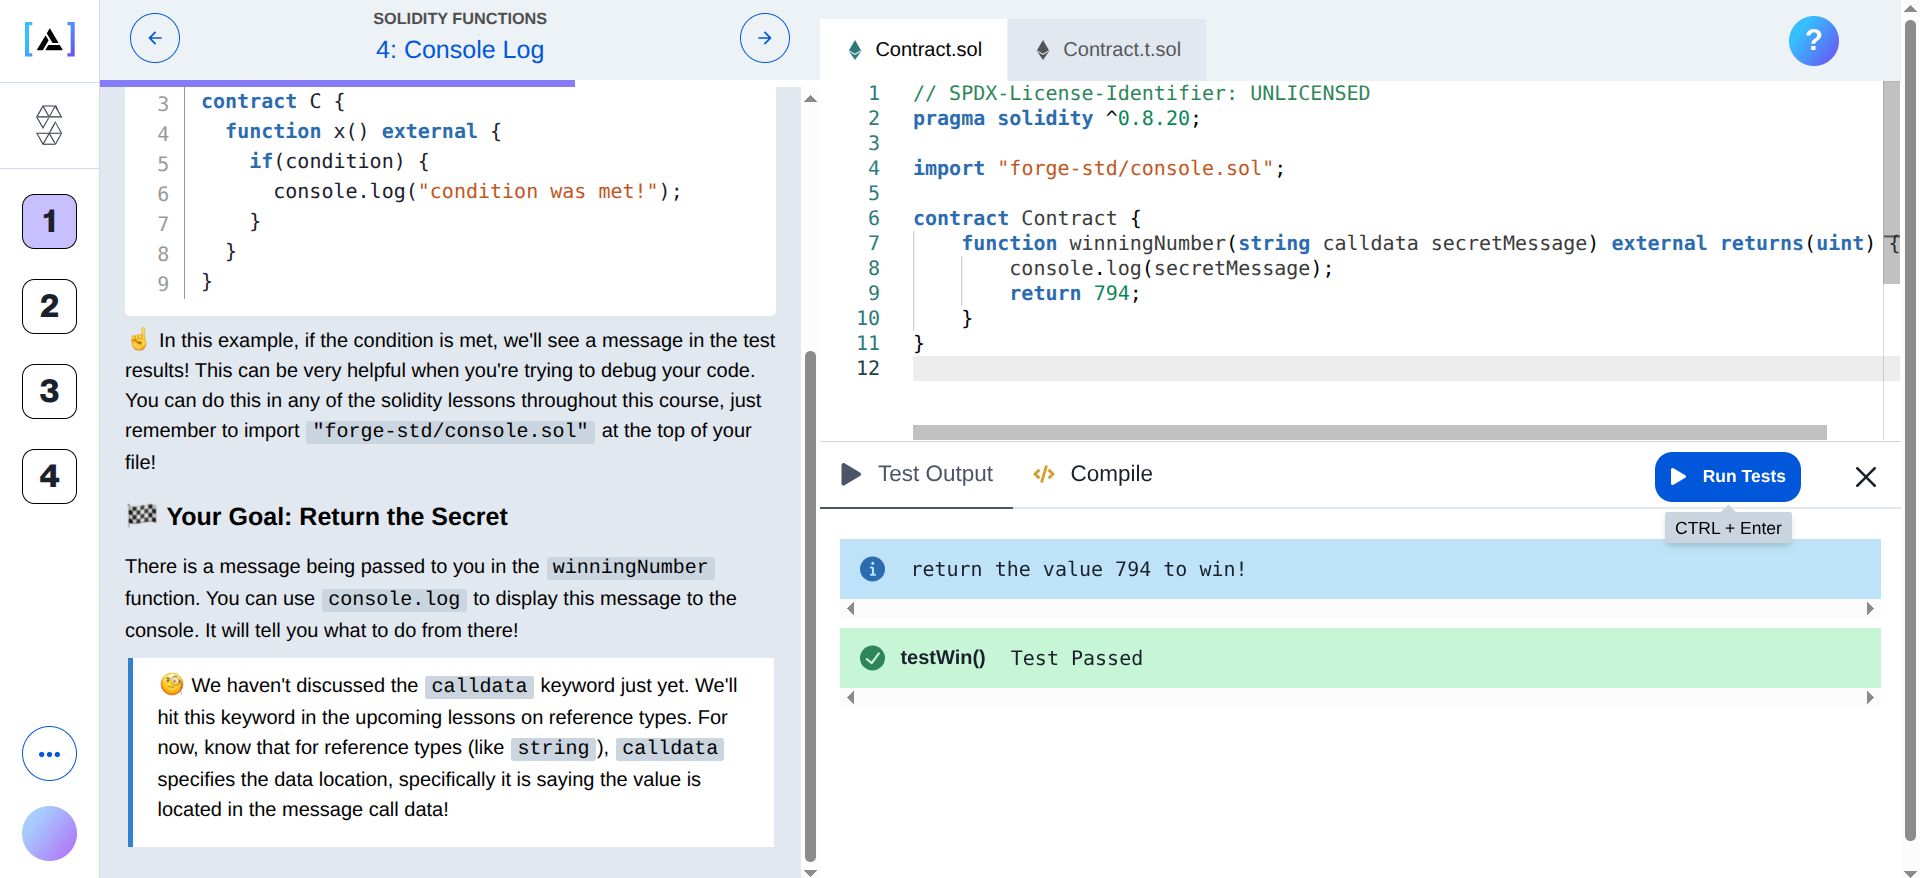 SOLIDITY FUNCTIONS
4: Console Log
1
2
3
4
3 contract C {
4 function x() external {
5 if(condition) {
6 console.log("condition was met!");
7 }
8 }
9 }
☝️ In this example, if the condition is met, we'll see a message in the test
results! This can be very helpful when you're trying to debug your code.
You can do this in any of the solidity lessons throughout this course, just
remember to import "forge-std/console.sol" at the top of your
file!
🏁 Your Goal: Return the Secret
There is a message being passed to you in the winningNumber
function. You can use console.log to display this message to the
console. It will tell you what to do from there!
🧐 We haven't discussed the calldata keyword just yet. We'll
hit this keyword in the upcoming lessons on reference types. For
now, know that for reference types (like string), calldata
specifies the data location, specifically it is saying the value is
located in the message call data!
Contract.sol
Contract.t.sol
?
1 // SPDX-License-Identifier: UNLICENSED
2 pragma solidity ^0.8.20;
3
4 import "forge-std/console.sol";
5
6 contract Contract {
7 function winningNumber(string calldata secretMessage) external returns(uint) {
8 console.log(secretMessage);
9 return 794;
10 }
11 }
12
Test Output
Compile
Run Tests
CTRL + Enter
return the value 794 to win!
testWin() Test Passed